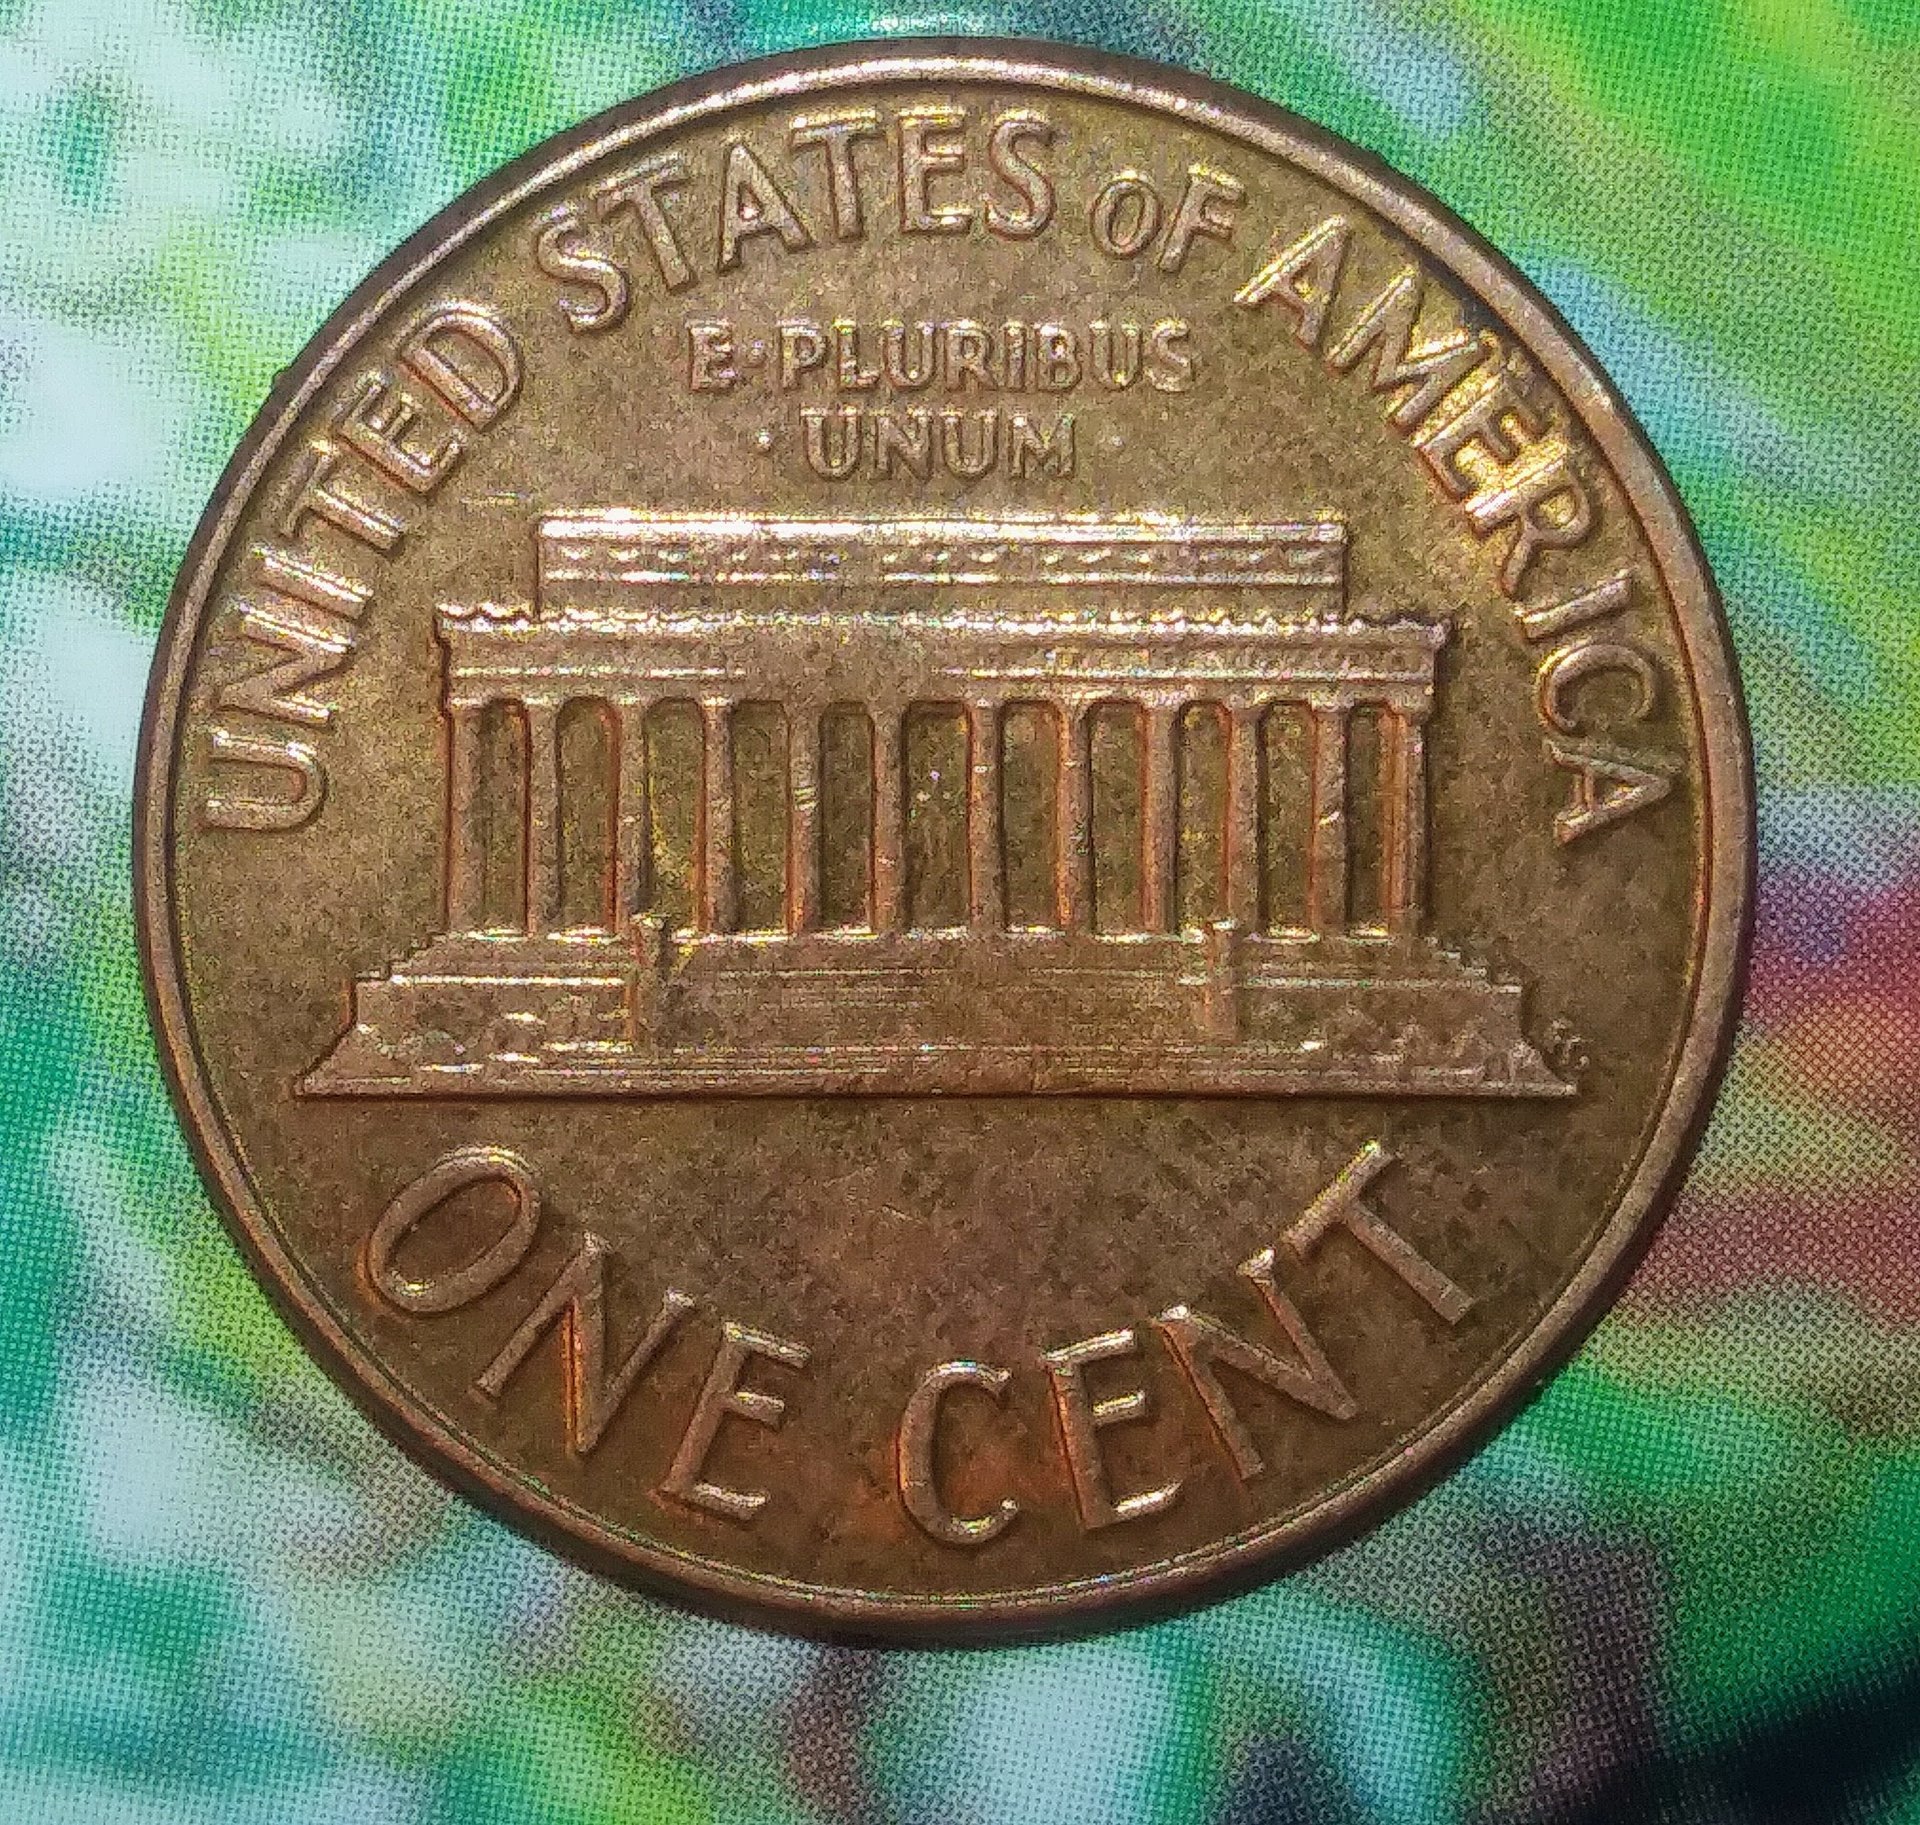 UNITED STATES OF AMERICA
E·PLURIBUS
· UNUM ·
ONE CENT